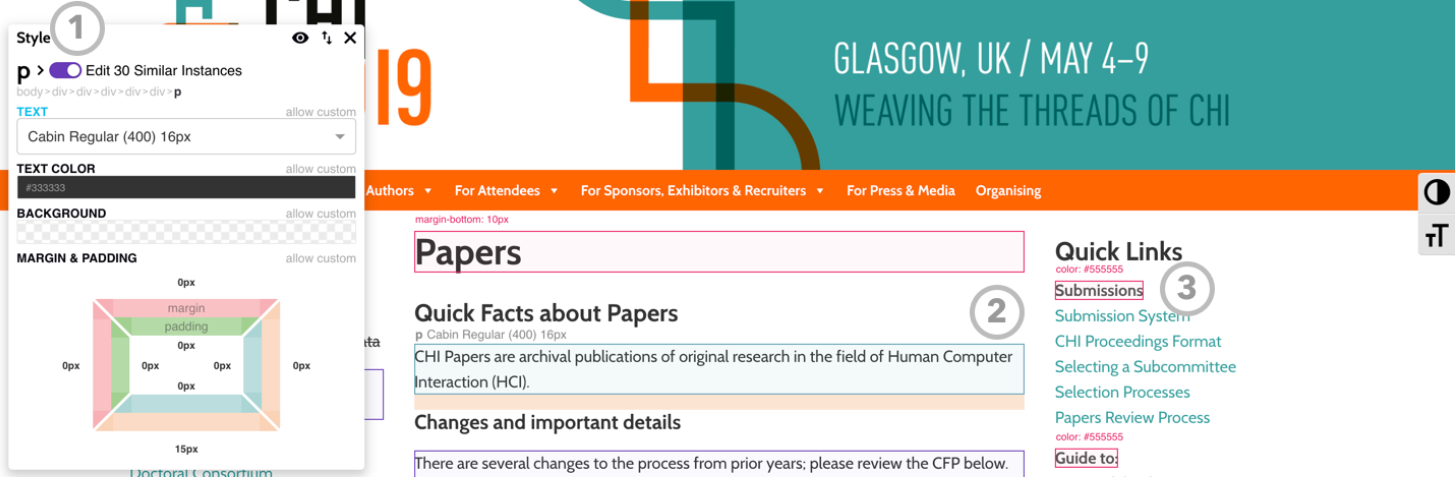 CHI
19
GLASGOW, UK / MAY 4–9
WEAVING THE THREADS OF CHI
1
Style
p > Edit 30 Similar Instances
body>div>div>div>div>div>p
TEXT allow custom
Cabin Regular (400) 16px
TEXT COLOR allow custom
#333333
BACKGROUND allow custom
MARGIN & PADDING allow custom
0px
margin
padding
0px
0px 0px 0px 0px
0px
15px
Authors For Attendees For Sponsors, Exhibitors & Recruiters For Press & Media Organising
TT
margin-bottom: 10px
Papers
Quick Facts about Papers
2
p Cabin Regular (400) 16px
CHI Papers are archival publications of original research in the field of Human Computer
Interaction (HCI).
Changes and important details
There are several changes to the process from prior years; please review the CFP below.
Doctoral Consortium
Quick Links
color: #555555
Submissions
3
Submission System
CHI Proceedings Format
Selecting a Subcommittee
Selection Processes
Papers Review Process
color: #555555
Guide to: